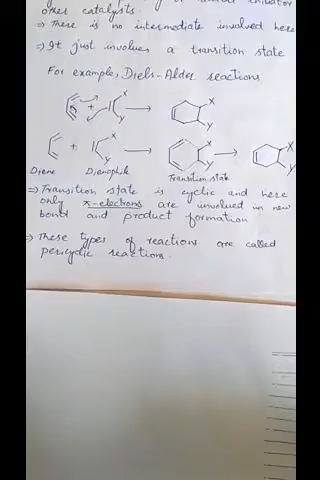 other catalysts.
⇒ There is no intermediate involved here
⇒ It just involves a transition state
For example, Diels-Alder reactions
+ X Y → X Y
+ X Y → X Y → X Y
Diene Dienophile Transition state
⇒ Transition state is cyclic and here
only π-electrons are involved in new
bond and product formation
⇒ These types of reactions are called
pericyclic reactions.